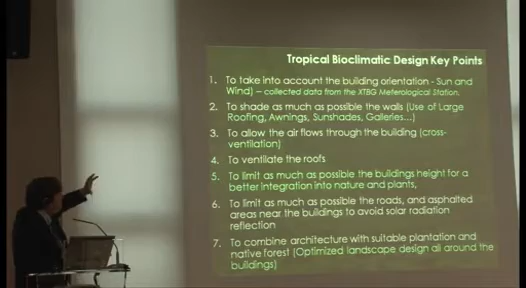 Tropical Bioclimatic Design Key Points
1. To take into account the building orientation - Sun and
Wind) – collected data from the XTBG Meterological Station,
2. To shade as much as possible the walls (Use of Large
Roofing, Awnings, Sunshades, Galleries...)
3. To allow the air flows through the building (cross-
ventilation)
4. To ventilate the roofs
5. To limit as much as possible the buildings height for a
better integration into nature and plants,
6. To limit as much as possible the roads, and asphalted
areas near the buildings to avoid solar radiation
reflection
7. To combine architecture with suitable plantation and
native forest (Optimized landscape design all around the
buildings)